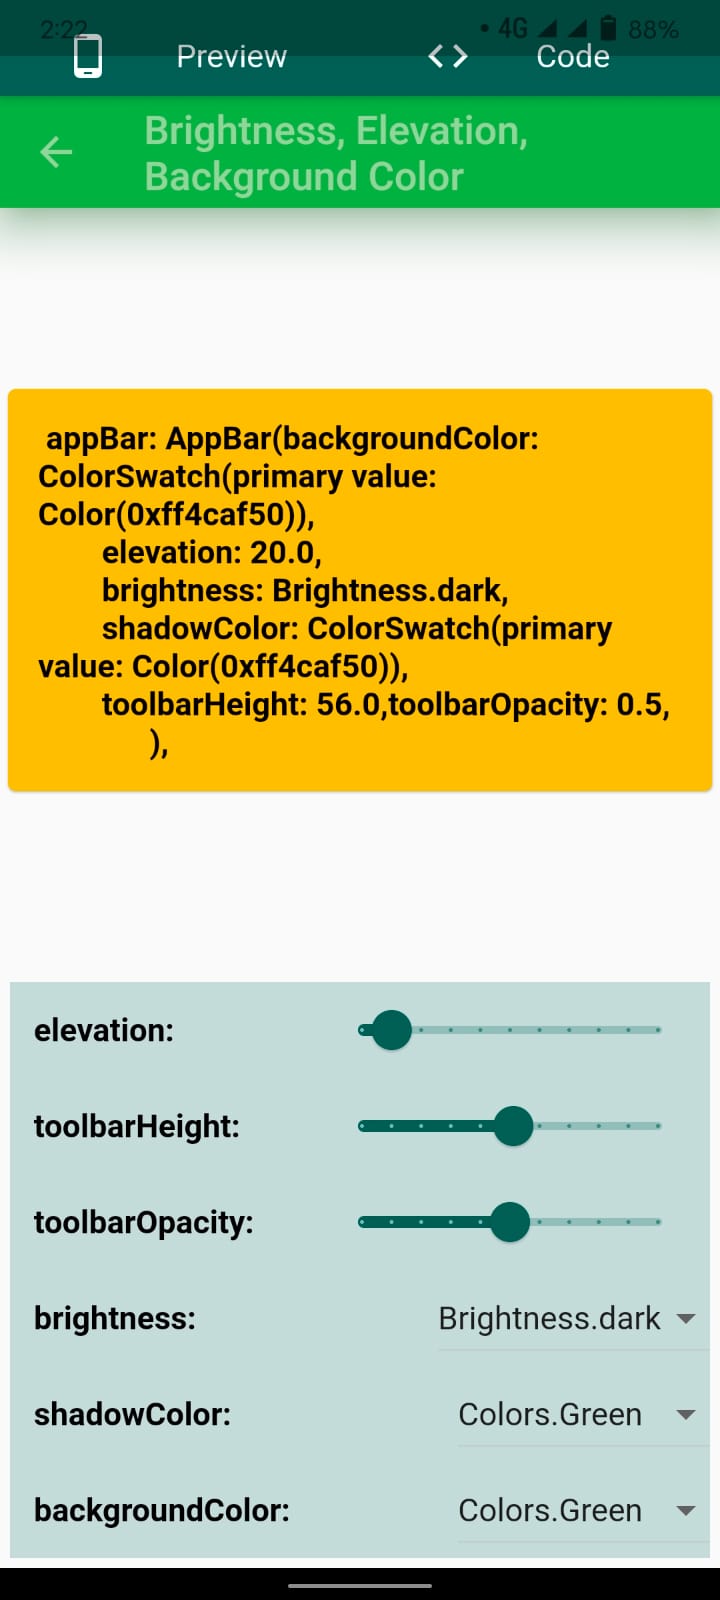 2:22
4G 88%
Preview Code
Brightness, Elevation,
Background Color
appBar: AppBar(backgroundColor:
ColorSwatch(primary value:
Color(0xff4caf50)),
elevation: 20.0,
brightness: Brightness.dark,
shadowColor: ColorSwatch(primary
value: Color(0xff4caf50)),
toolbarHeight: 56.0,toolbarOpacity: 0.5,
),
elevation:
toolbarHeight:
toolbarOpacity:
brightness: Brightness.dark
shadowColor: Colors.Green
backgroundColor: Colors.Green